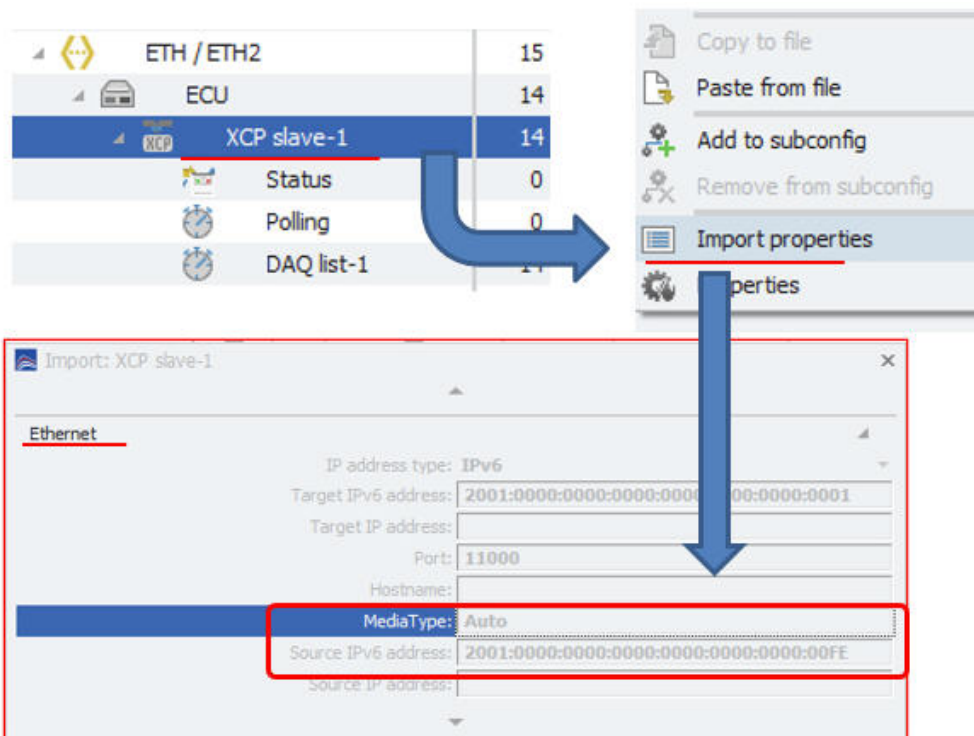 ETH / ETH2 15
ECU 14
XCP
XCP slave-1 14
Status 0
Polling 0
DAQ list-1
Copy to file
Paste from file
Add to subconfig
Remove from subconfig
Import properties
perties
Import: XCP slave-1
Ethernet
IP address type: IPv6
Target IPv6 address: 2001:0000:0000:0000:000 00:0000:0001
Target IP address:
Port: 11000
Hostname:
MediaType: Auto
Source IPv6 address: 2001:0000:0000:0000:0000:0000:0000:00FE
Source IP address: